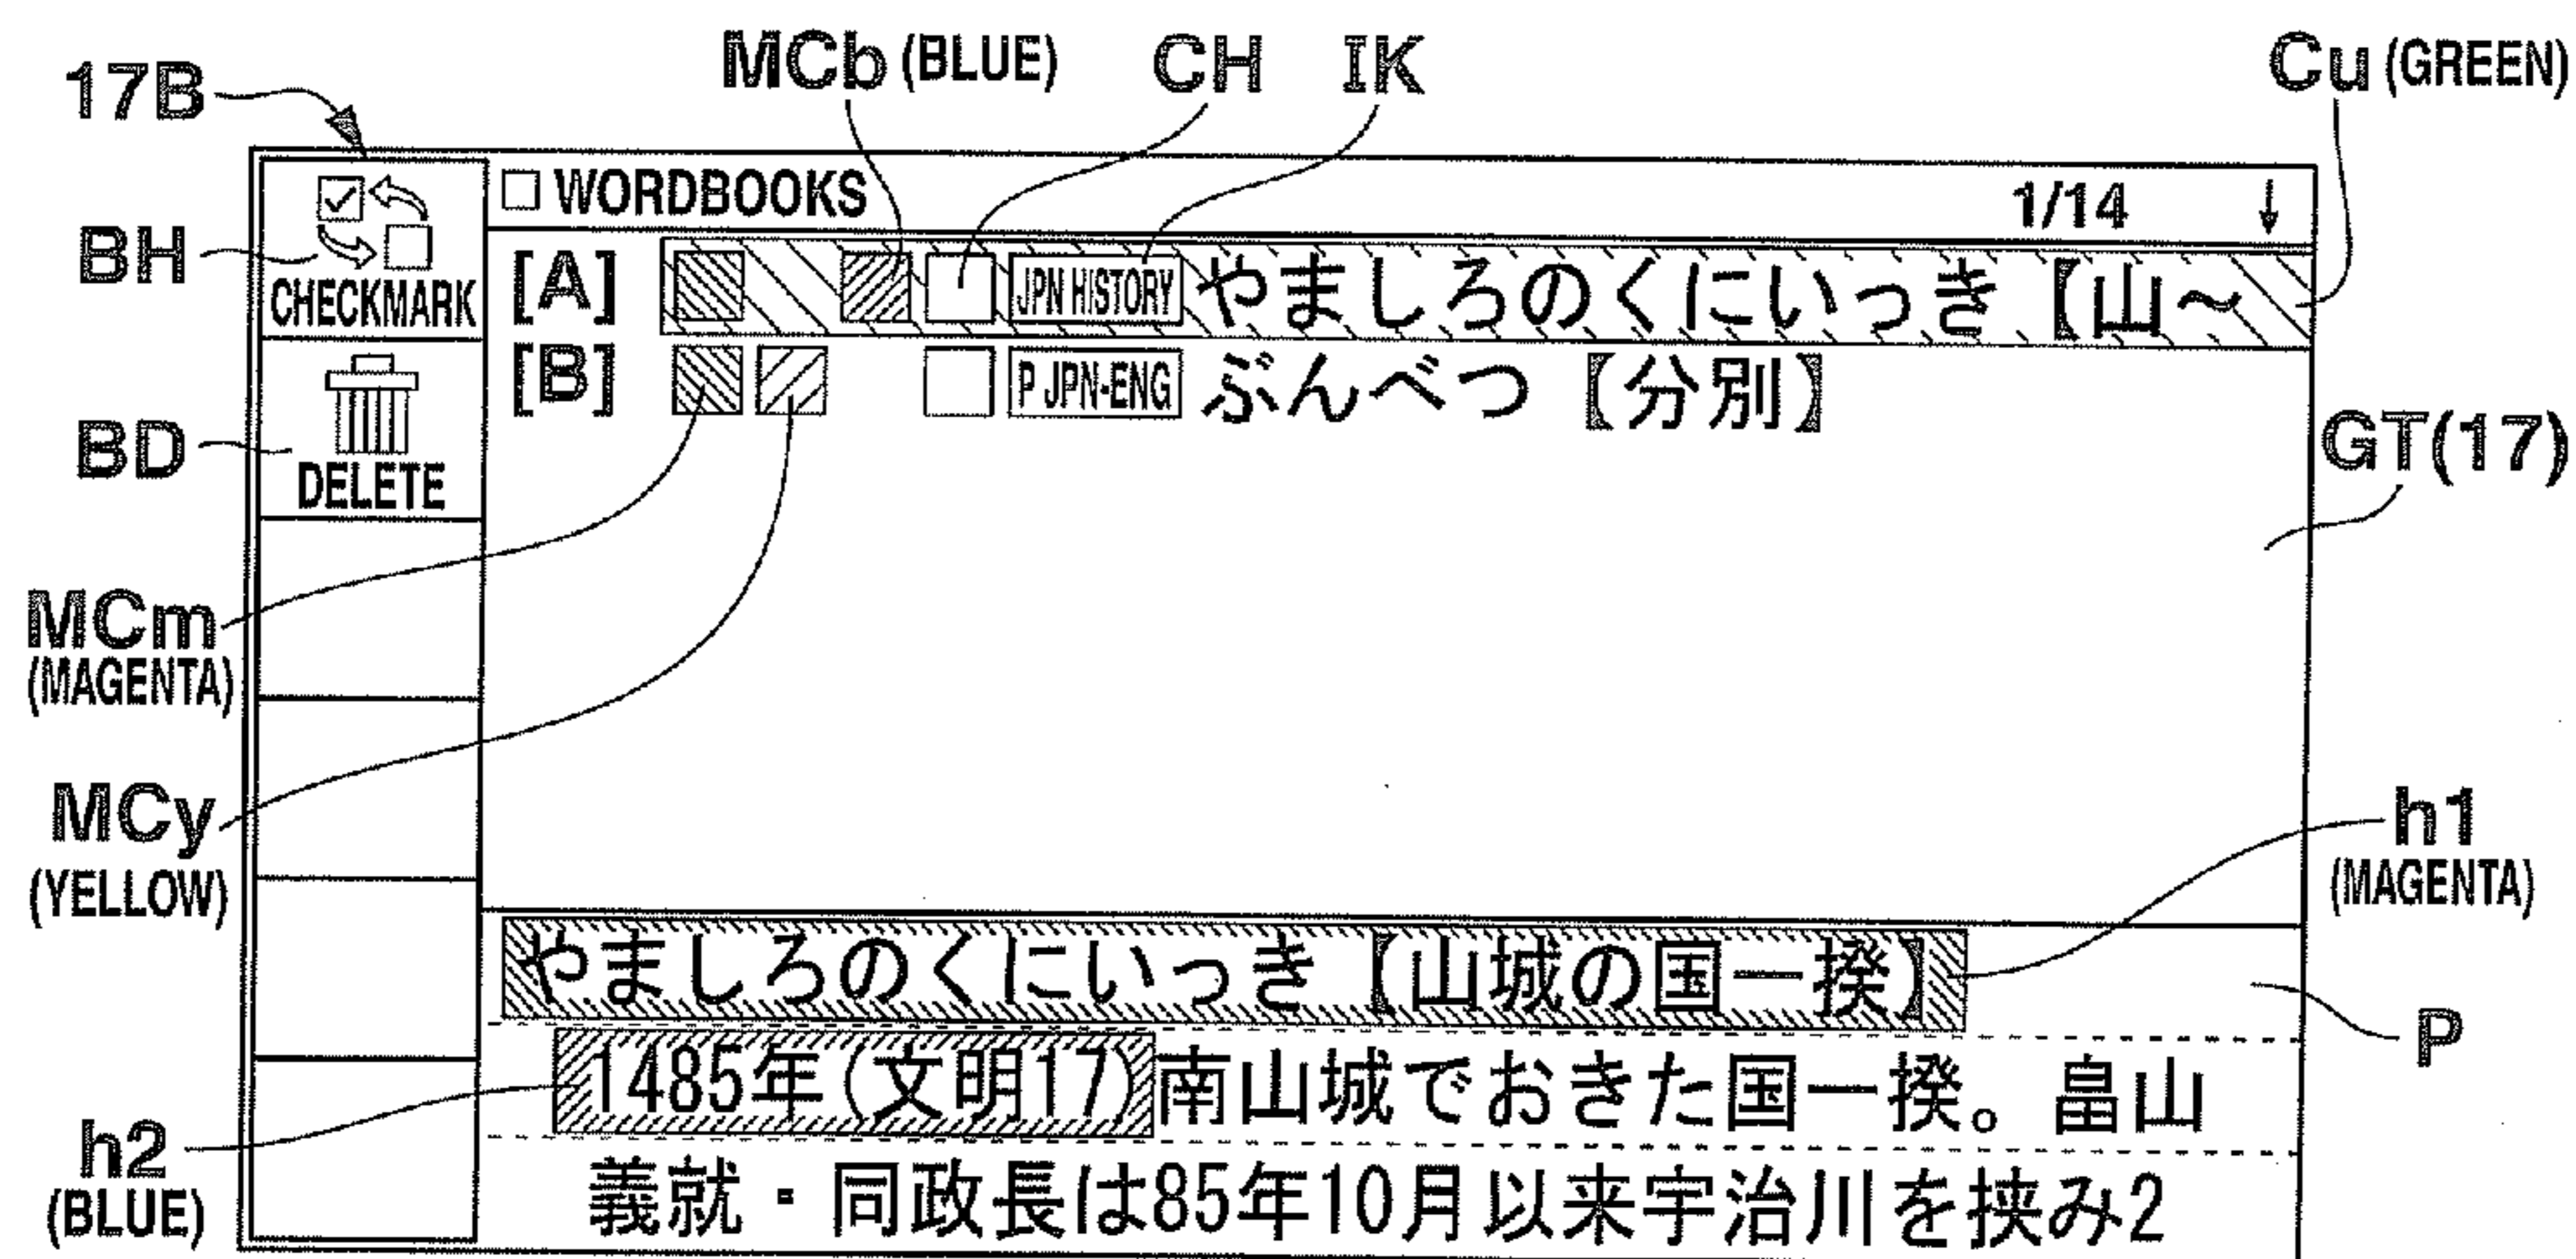 MCb (BLUE) CH IK Cu (GREEN)
17B
□ WORDBOOKS 1/14 ↓
BH
CHECKMARK
[A] JPN HISTORY やましろのくにいっき【山~
[B] P JPN-ENG ぶんべつ【分別】
BD
DELETE
GT(17)
MCm
(MAGENTA)
MCy
(YELLOW)
h1
(MAGENTA)
やましろのくにいっき【山城の国一揆】
P
1485年(文明17)南山城でおきた国一揆。畠山
h2
(BLUE)
義就・同政長は85年10月以来宇治川を挟み2